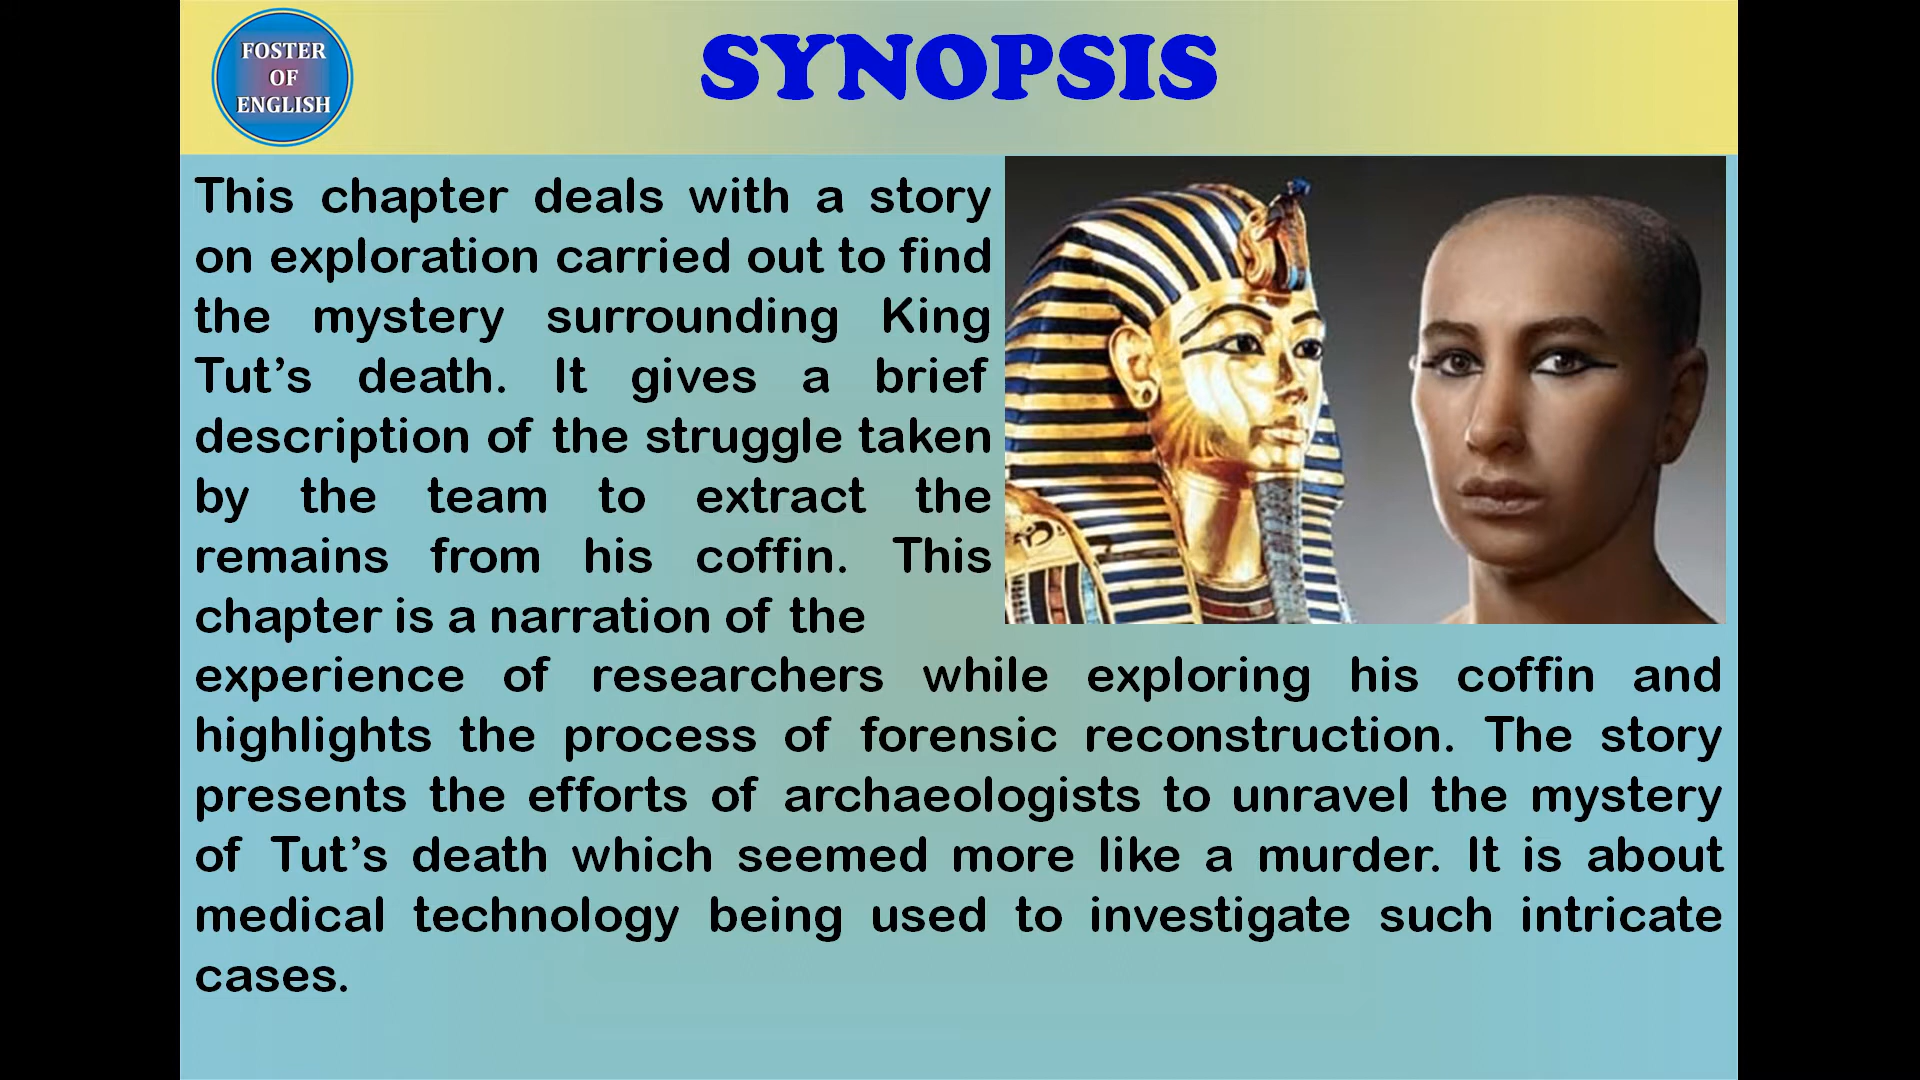 FOSTER
OF
ENGLISH
SYNOPSIS
This chapter deals with a story
on exploration carried out to find
the mystery surrounding King
Tut’s death. It gives a brief
description of the struggle taken
by the team to extract the
remains from his coffin. This
chapter is a narration of the
experience of researchers while exploring his coffin and
highlights the process of forensic reconstruction. The story
presents the efforts of archaeologists to unravel the mystery
of Tut’s death which seemed more like a murder. It is about
medical technology being used to investigate such intricate
cases.